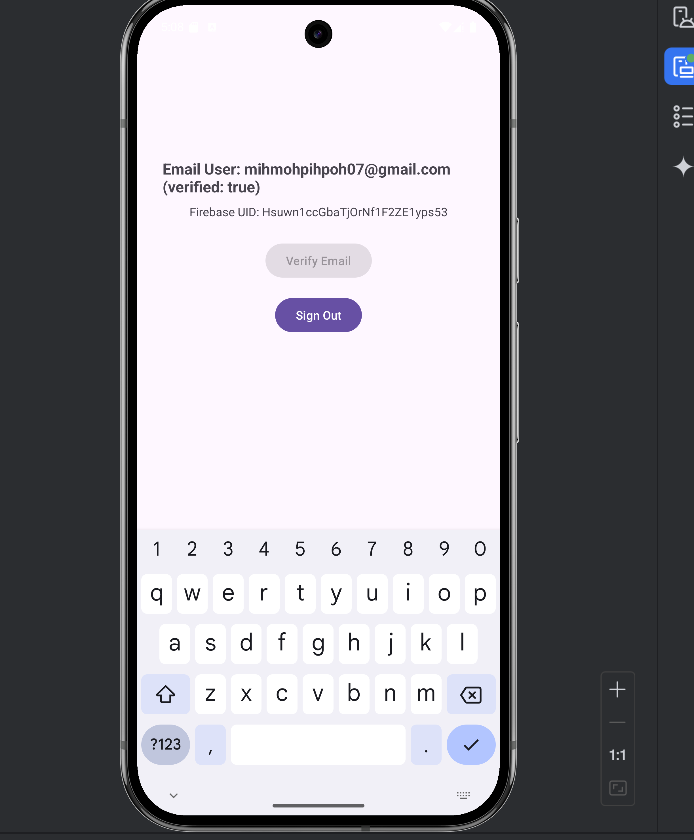 Email User: mihmohpihpoh07@gmail.com
(verified: true)
Firebase UID: Hsuwn1ccGbaTjOrNf1F2ZE1yps53
Verify Email
Sign Out
1 2 3 4 5 6 7 8 9 0
q w e r t y u i o p
a s d f g h j k l
z x c v b n m
?123 , .
1:1